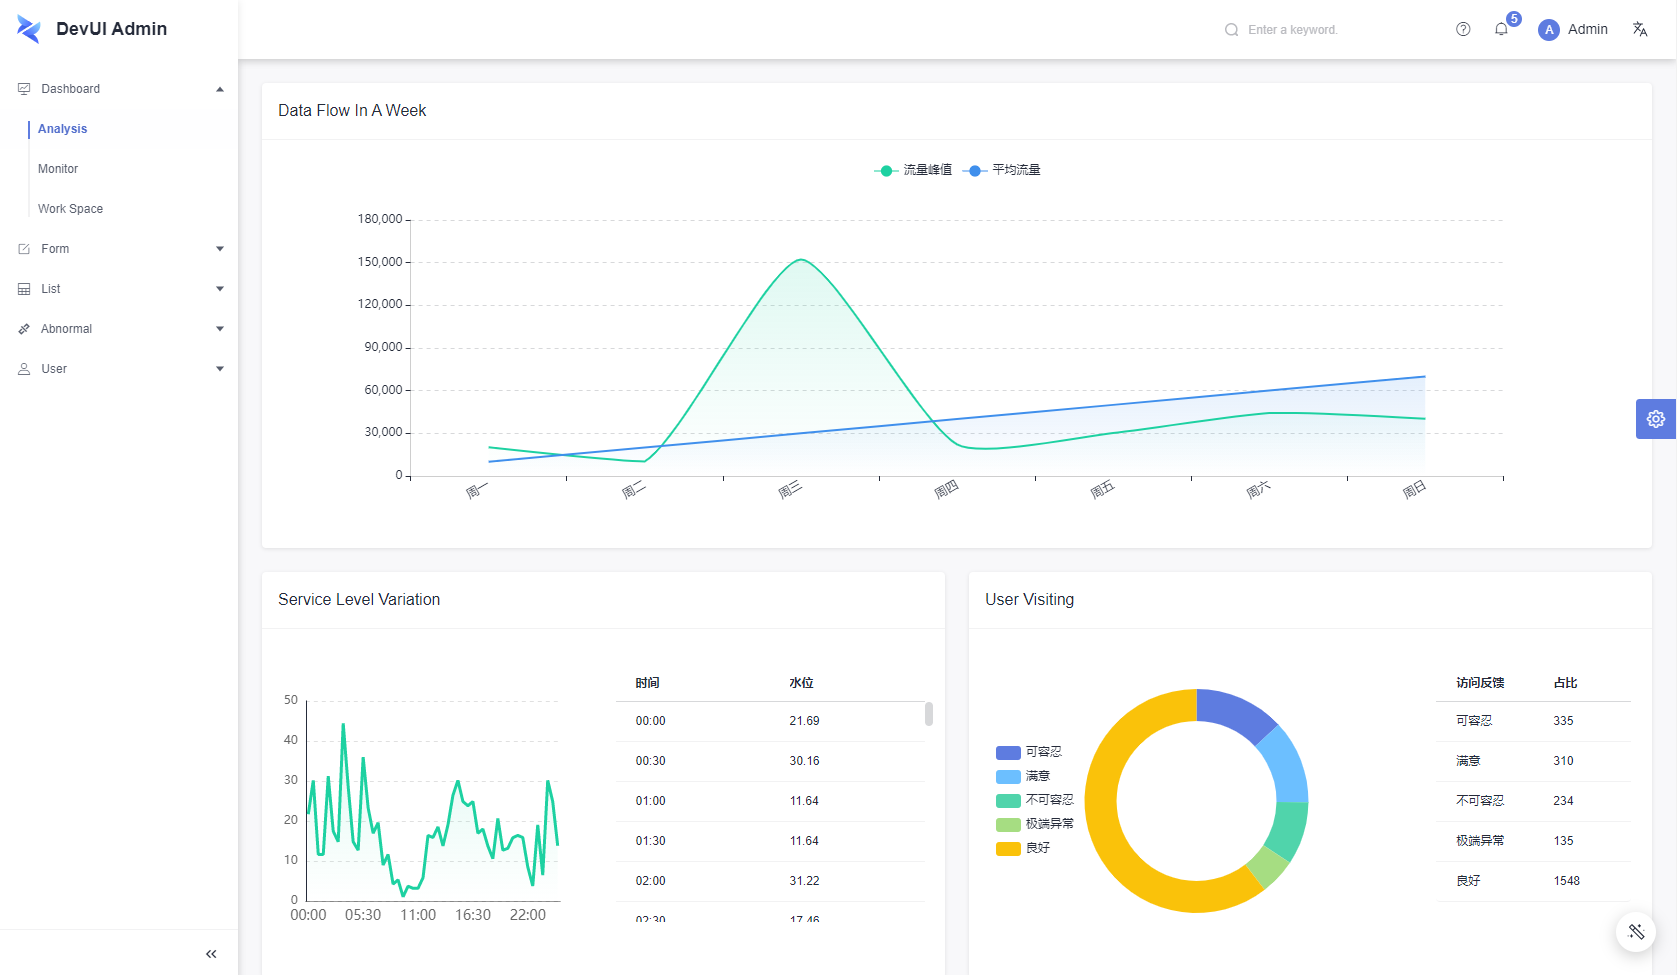 DevUI Admin
Enter a keyword.
5
A
Admin
Dashboard
Analysis
Monitor
Work Space
Form
List
Abnormal
User
Data Flow In A Week
流量峰值
平均流量
180,000
150,000
120,000
90,000
60,000
30,000
0
周一 周二 周三 周四 周五 周六 周日
Service Level Variation
50
40
30
20
10
0
00:00 05:30 11:00 16:30 22:00
时间 水位
00:00 21.69
00:30 30.16
01:00 11.64
01:30 11.64
02:00 31.22
02:30 17.46
User Visiting
可容忍
满意
不可容忍
极端异常
良好
访问反馈 占比
可容忍 335
满意 310
不可容忍 234
极端异常 135
良好 1548